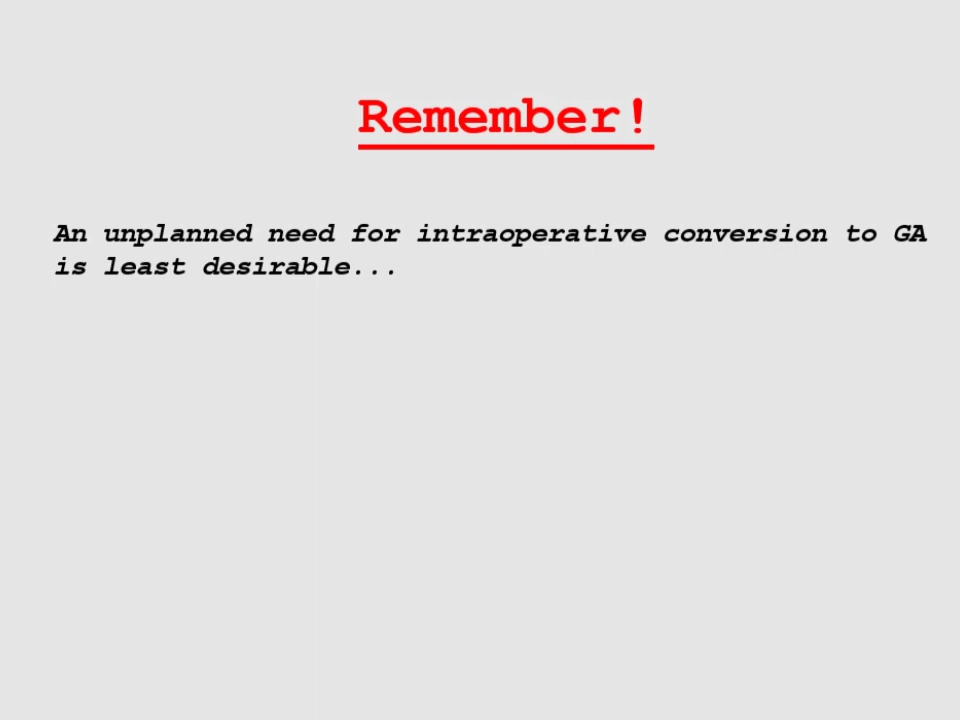 Remember!
An unplanned need for intraoperative conversion to GA
is least desirable...